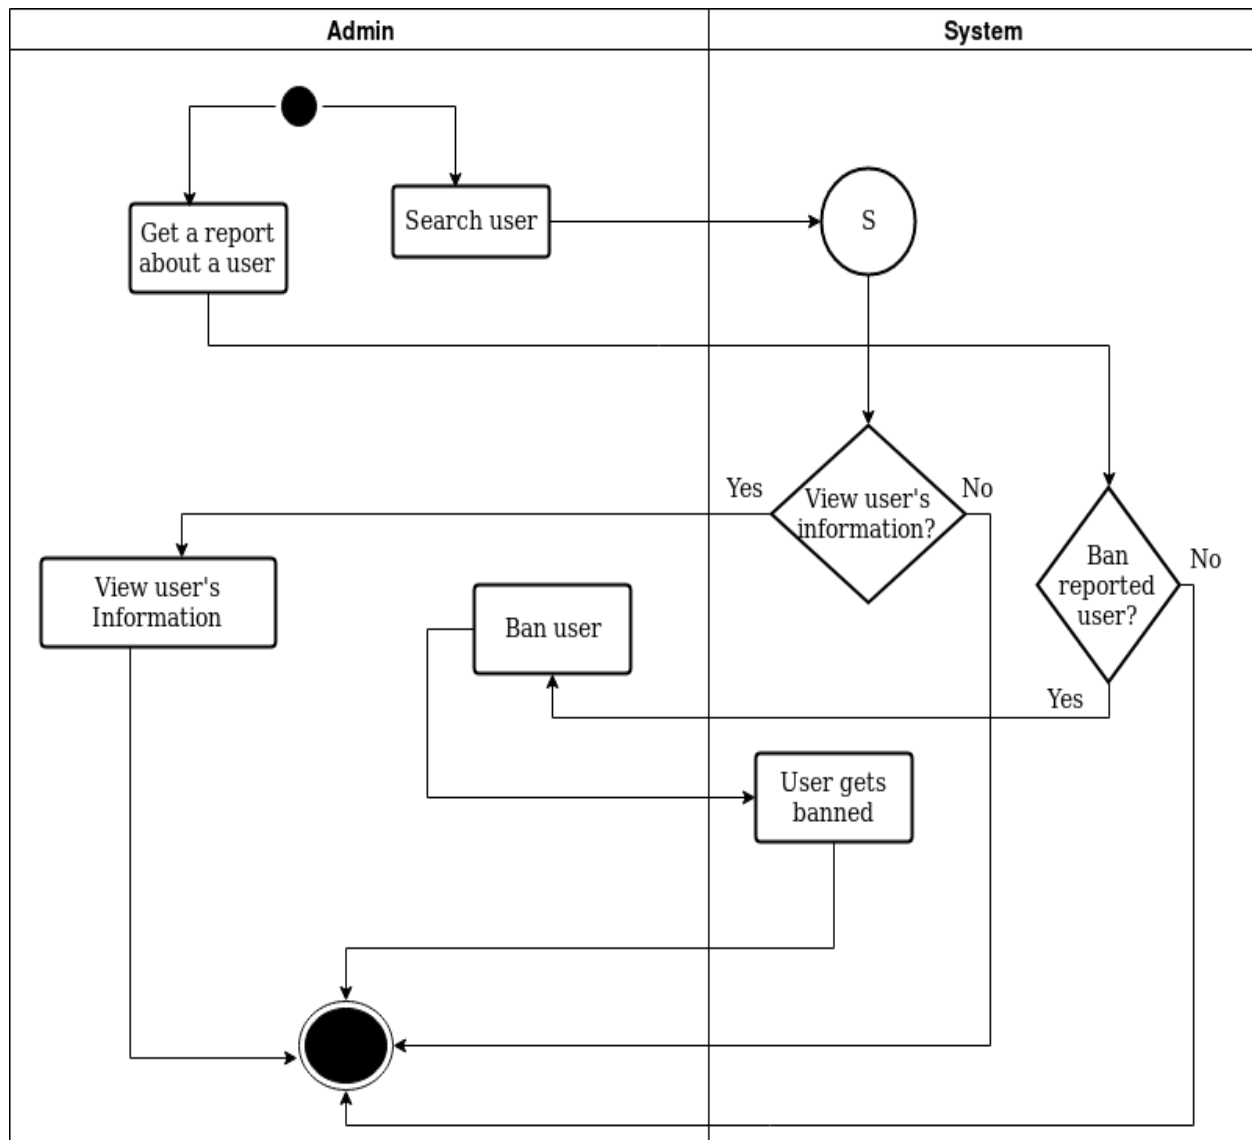 Admin
System
Get a report
about a user
Search user
S
Yes
View user's
information?
No
Ban
reported
user?
No
View user's
Information
Ban user
Yes
User gets
banned